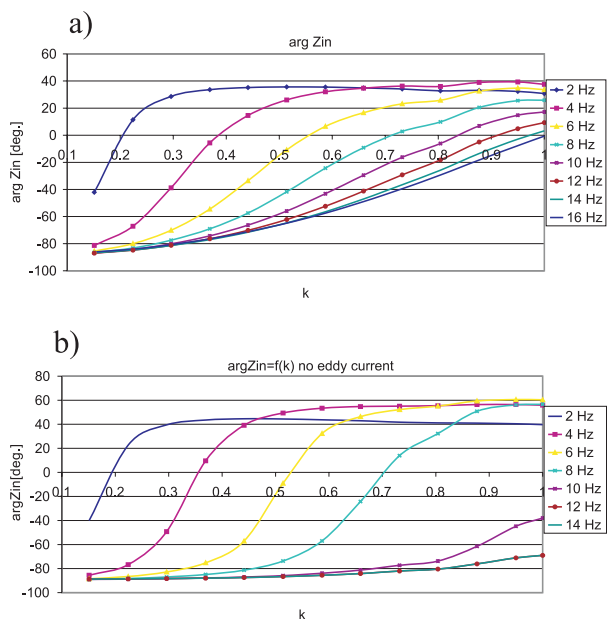 a)
arg Zin
arg Zin [deg.]
60
40
20
0
-20
-40
-60
-80
-100
0.1 0.2 0.3 0.4 0.5 0.6 0.7 0.8 0.9 1
k
2 Hz
4 Hz
6 Hz
8 Hz
10 Hz
12 Hz
14 Hz
16 Hz
b)
argZin=f(k) no eddy current
argZin[deg.]
80
60
40
20
0
-20
-40
-60
-80
-100
0.1 0.2 0.3 0.4 0.5 0.6 0.7 0.8 0.9 1
k
2 Hz
4 Hz
6 Hz
8 Hz
10 Hz
12 Hz
14 Hz